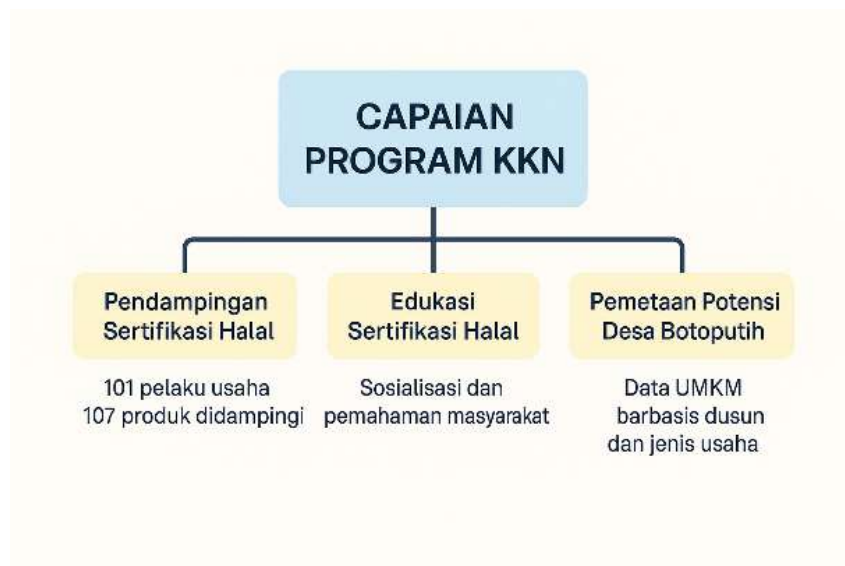 CAPAIAN
PROGRAM KKN
Pendampingan
Sertifikasi Halal
101 pelaku usaha
107 produk didampingi
Edukasi
Sertifikasi Halal
Sosialisasi dan
pemahaman masyarakat
Pemetaan Potensi
Desa Botoputih
Data UMKM
barbasis dusun
dan jenis usaha